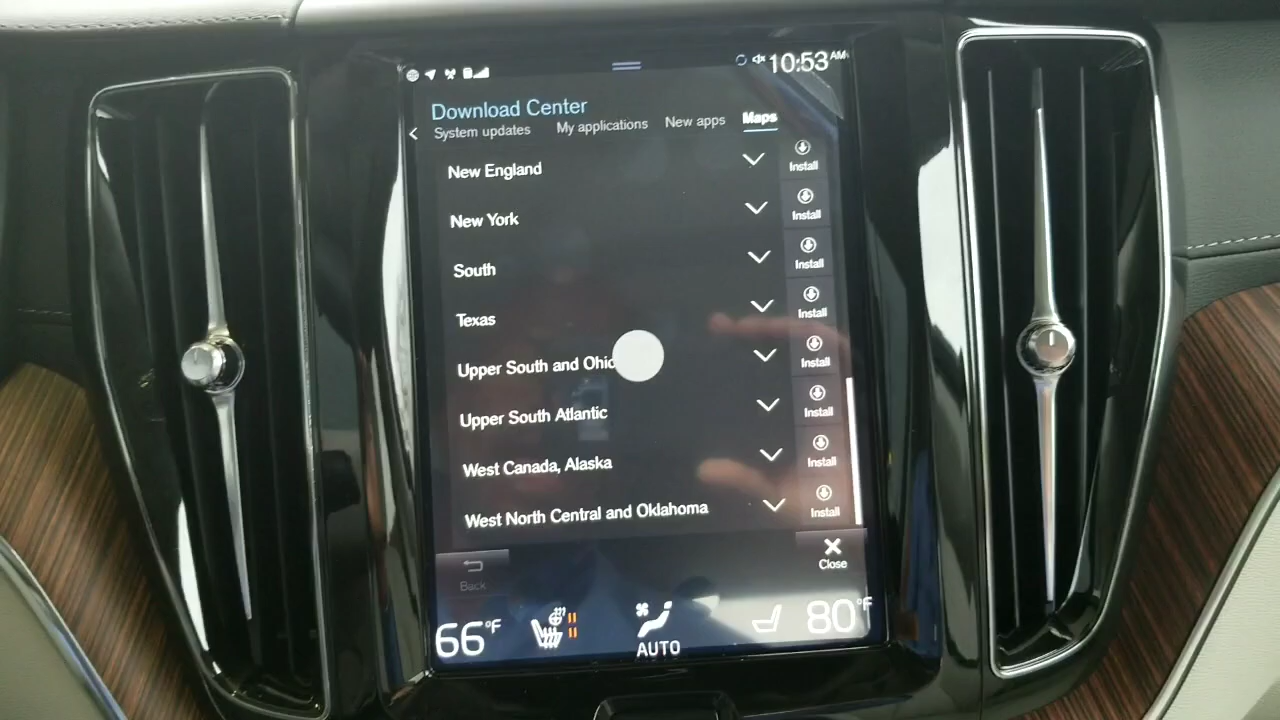 10:53 AM
Download Center
System updates My applications New apps Maps
New England Install
New York Install
South Install
Texas Install
Upper South and Ohio Install
Upper South Atlantic Install
West Canada, Alaska Install
West North Central and Oklahoma Install
Back Close
66°F 80°F
AUTO